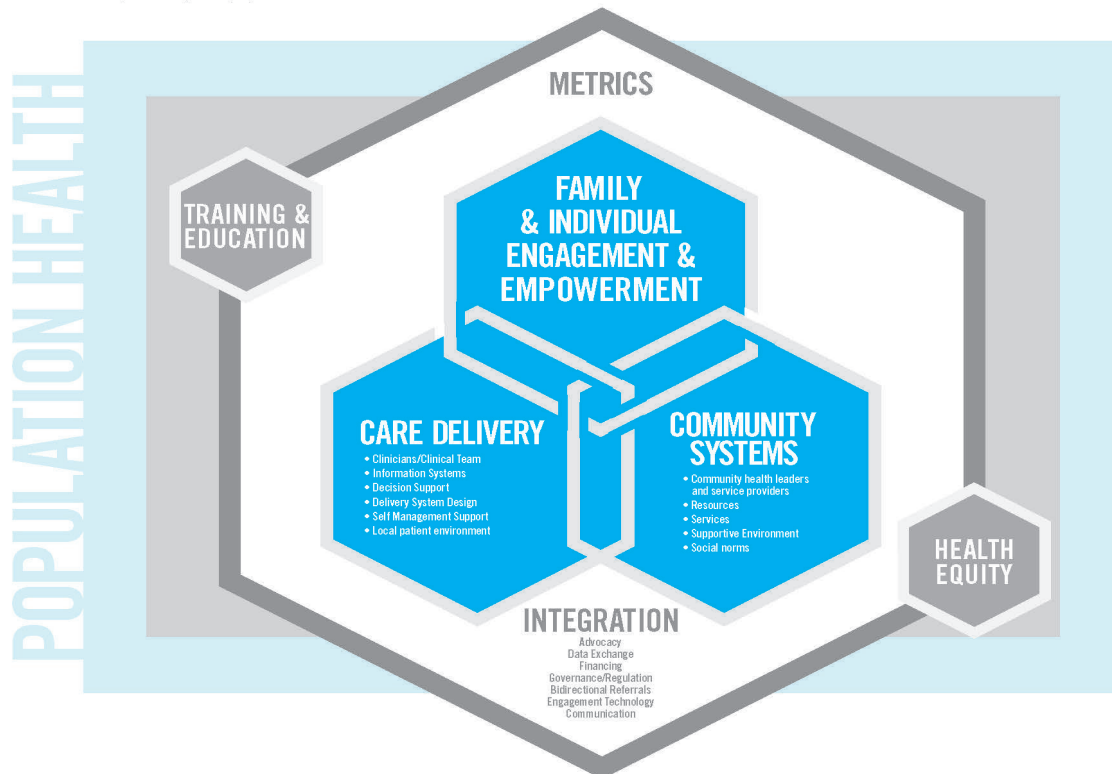 POPULATION HEALTH
METRICS
TRAINING &
EDUCATION
FAMILY
& INDIVIDUAL
ENGAGEMENT &
EMPOWERMENT
CARE DELIVERY
• Clinicians/Clinical Team
• Information Systems
• Decision Support
• Delivery System Design
• Self Management Support
• Local patient environment
COMMUNITY
SYSTEMS
• Community health leaders
and service providers
• Resources
• Services
• Supportive Environment
• Social norms
HEALTH
EQUITY
INTEGRATION
Advocacy
Data Exchange
Financing
Governance/Regulation
Bidirectional Referrals
Engagement Technology
Communication